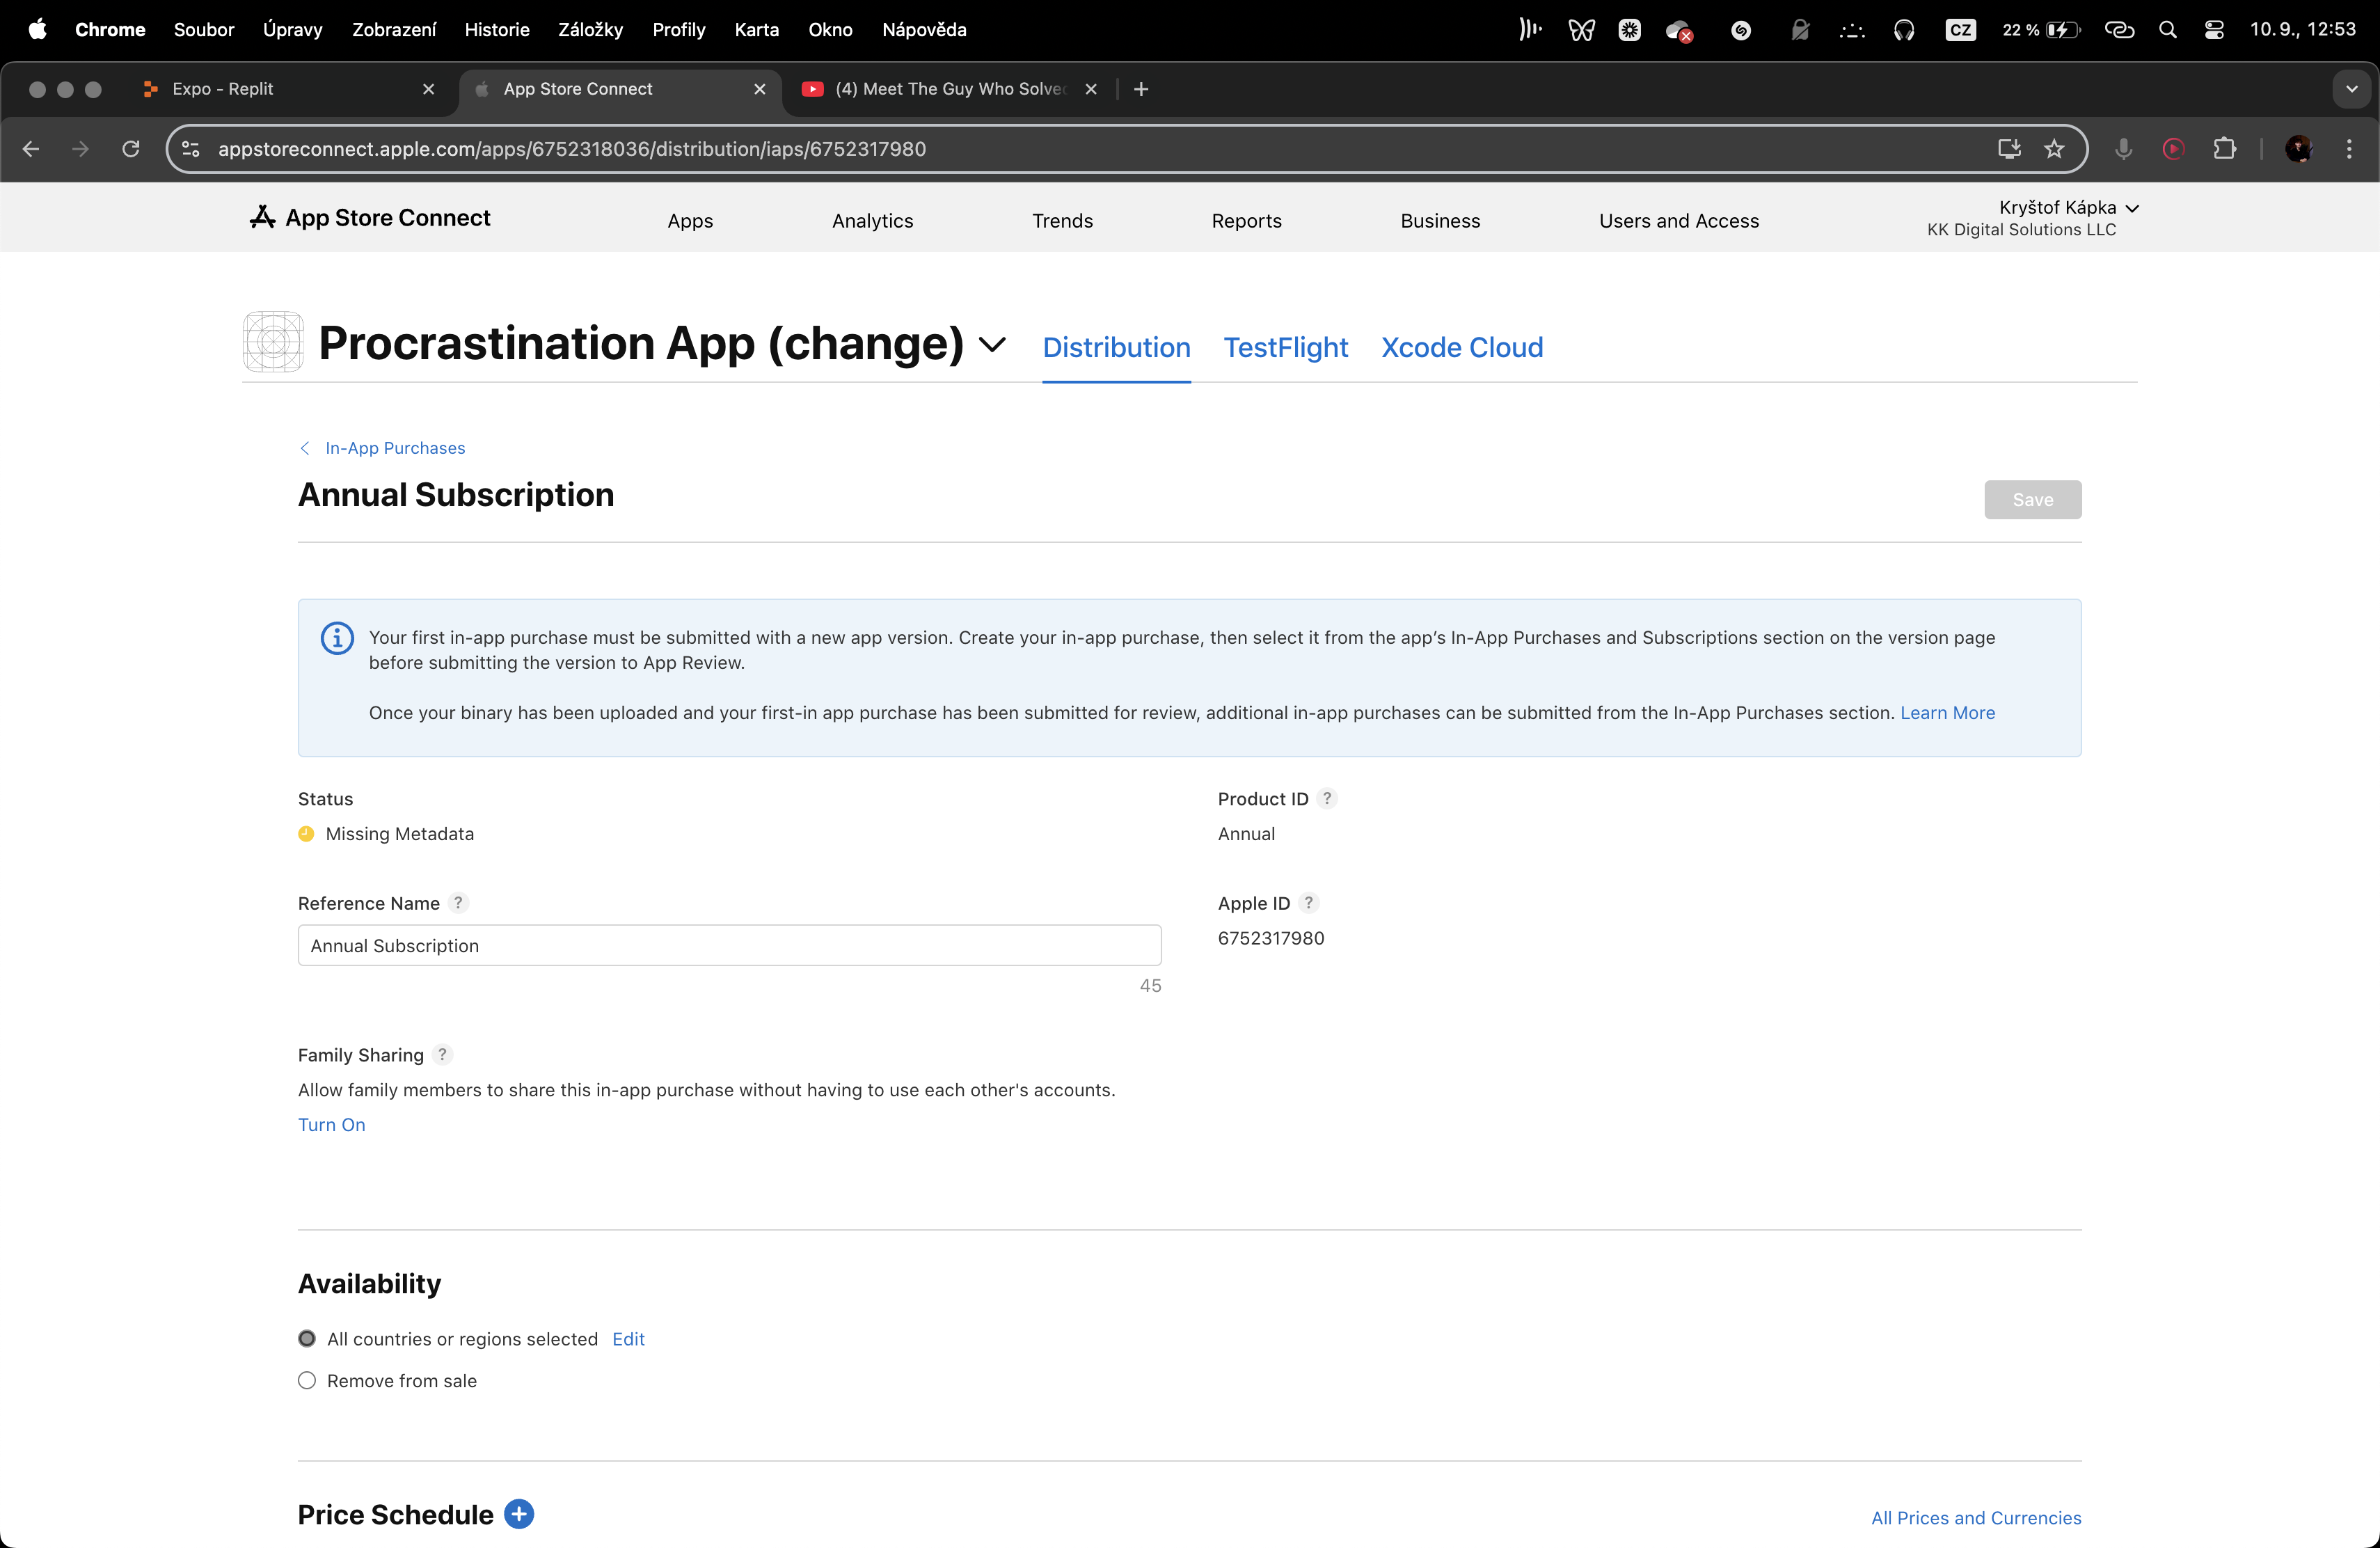 Chrome Soubor Úpravy Zobrazení Historie Záložky Profily Karta Okno Nápověda CZ 22 % 10. 9., 12:53
Expo - Replit App Store Connect (4) Meet The Guy Who Solved
appstoreconnect.apple.com/apps/6752318036/distribution/iaps/6752317980
App Store Connect Apps Analytics Trends Reports Business Users and Access Kryštof Kápka
KK Digital Solutions LLC
Procrastination App (change) Distribution TestFlight Xcode Cloud
In-App Purchases
Annual Subscription Save
Your first in-app purchase must be submitted with a new app version. Create your in-app purchase, then select it from the app’s In-App Purchases and Subscriptions section on the version page
before submitting the version to App Review.
Once your binary has been uploaded and your first-in app purchase has been submitted for review, additional in-app purchases can be submitted from the In-App Purchases section. Learn More
Status Product ID ?
Missing Metadata Annual
Reference Name ? Apple ID ?
Annual Subscription 6752317980
45
Family Sharing ?
Allow family members to share this in-app purchase without having to use each other's accounts.
Turn On
Availability
All countries or regions selected Edit
Remove from sale
Price Schedule All Prices and Currencies